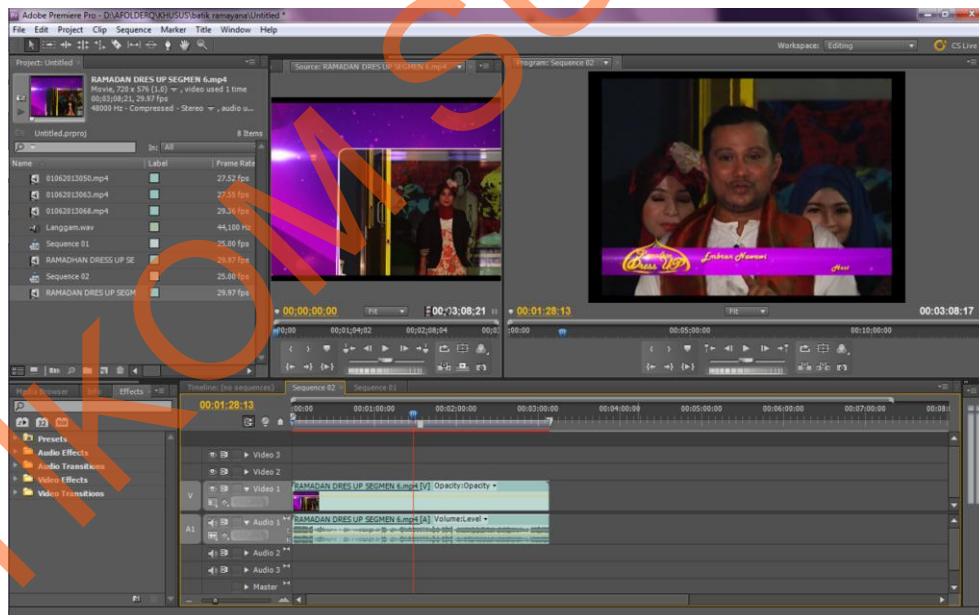 Adobe Premiere Pro - D:\AFOLDERQ\KHUSUS\batik ramayana\Untitled *
File Edit Project Clip Sequence Marker Title Window Help
Workspace: Editing
CS Live
Project: Untitled
Source: RAMADAN DRES UP SEGMEN 6.mp4
Program: Sequence 02
RAMADAN DRES UP SEGMEN 6.mp4
Movie, 720 x 576 (1.0) , video used 1 time
00;03;08;21, 29.97 fps
48000 Hz - Compressed - Stereo , audio u...
Untitled.prproj
8 Items
In: All
Name Label Frame Rate
01062013050.mp4 27.52 fps
01062013063.mp4 27.55 fps
01062013068.mp4 29.36 fps
Langgam.wav 44,100 Hz
Sequence 01 25.00 fps
RAMADHAN DRESS UP SE 29.97 fps
Sequence 02 25.00 fps
RAMADAN DRES UP SEGM 29.97 fps
Dress UP
Embran Nawawi
Host
00;00;00;00 Fit 00;03;08;21
00:01:28:13 Fit 00:03:08:17
00;01;04;02 00;02;08;04
00:05:00:00 00:10:00:00
Media Browser Info Effects
Timeline: (no sequences) Sequence 02 Sequence 01
00:01:28:13
00:01:00:00 00:02:00:00 00:03:00:00 00:04:00:00 00:05:00:00 00:06:00:00 00:07:00:00
Presets
Audio Effects
Audio Transitions
Video Effects
Video Transitions
Video 3
Video 2
V Video 1 RAMADAN DRES UP SEGMEN 6.mp4 [V] Opacity:Opacity
A1 Audio 1 RAMADAN DRES UP SEGMEN 6.mp4 [A] Volume:Level
Audio 2
Audio 3
Master